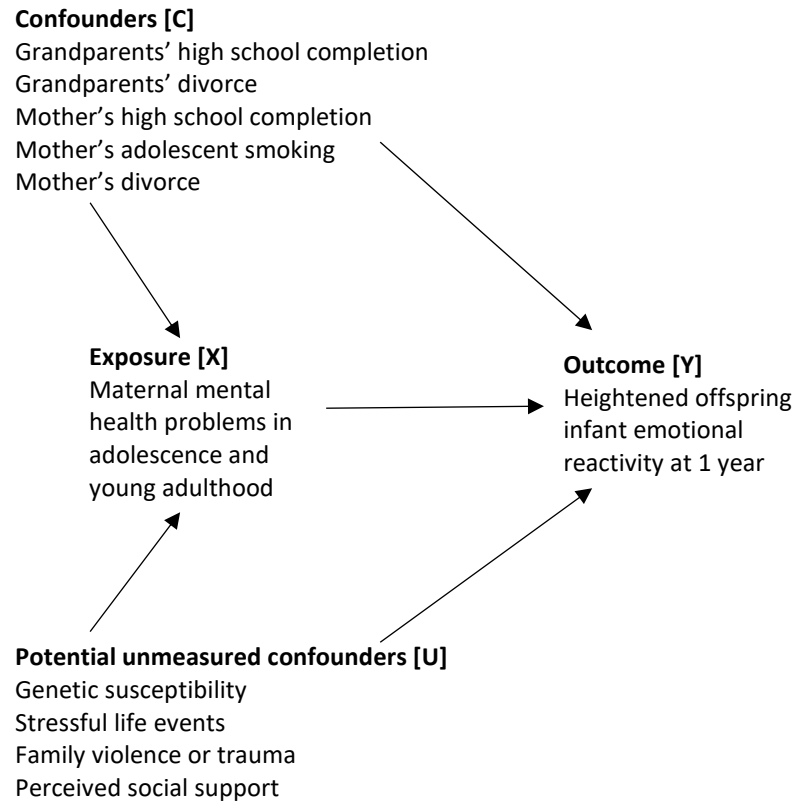 Confounders [C]
Grandparents’ high school completion
Grandparents’ divorce
Mother’s high school completion
Mother’s adolescent smoking
Mother’s divorce
Exposure [X]
Maternal mental
health problems in
adolescence and
young adulthood
Outcome [Y]
Heightened offspring
infant emotional
reactivity at 1 year
Potential unmeasured confounders [U]
Genetic susceptibility
Stressful life events
Family violence or trauma
Perceived social support